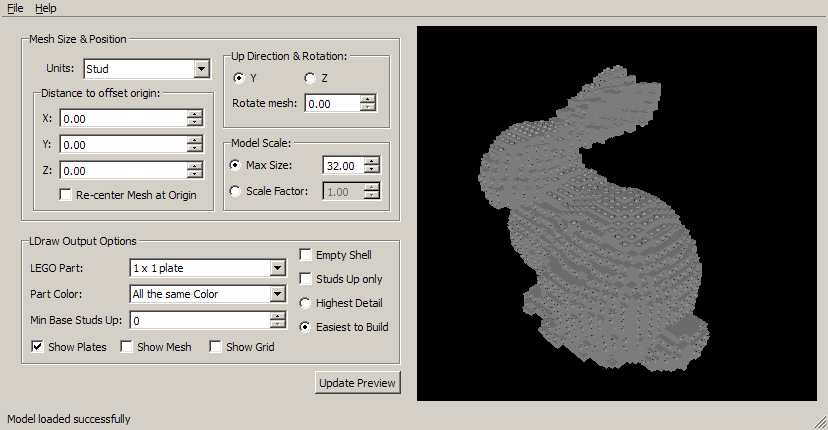 File Help
Mesh Size & Position
Units: Stud
Distance to offset origin:
X: 0.00
Y: 0.00
Z: 0.00
Re-center Mesh at Origin
Up Direction & Rotation:
Y Z
Rotate mesh: 0.00
Model Scale:
Max Size: 32.00
Scale Factor: 1.00
LDraw Output Options
LEGO Part: 1 x 1 plate
Part Color: All the same Color
Min Base Studs Up: 0
Show Plates Show Mesh Show Grid
Empty Shell
Studs Up only
Highest Detail
Easiest to Build
Update Preview
Model loaded successfully